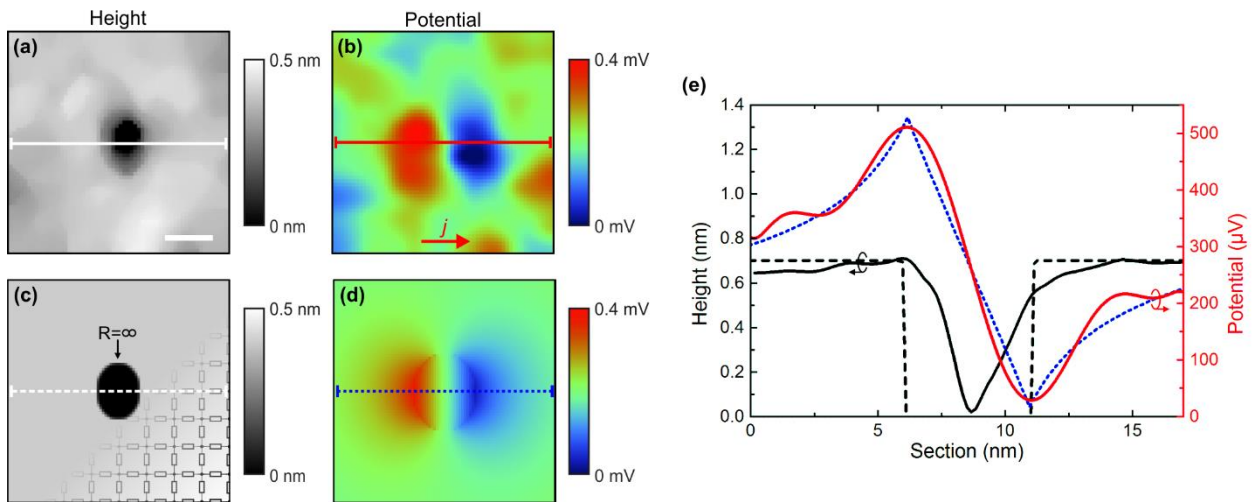 Height
Potential
(a)
0.5 nm
0 nm
(b)
j
0.4 mV
0 mV
(c)
R=∞
0.5 nm
0 nm
(d)
0.4 mV
0 mV
(e)
1.4
1.2
1.0
0.8
0.6
0.4
0.2
0.0
Height (nm)
0
5
10
15
Section (nm)
500
400
300
200
100
0
Potential (µV)